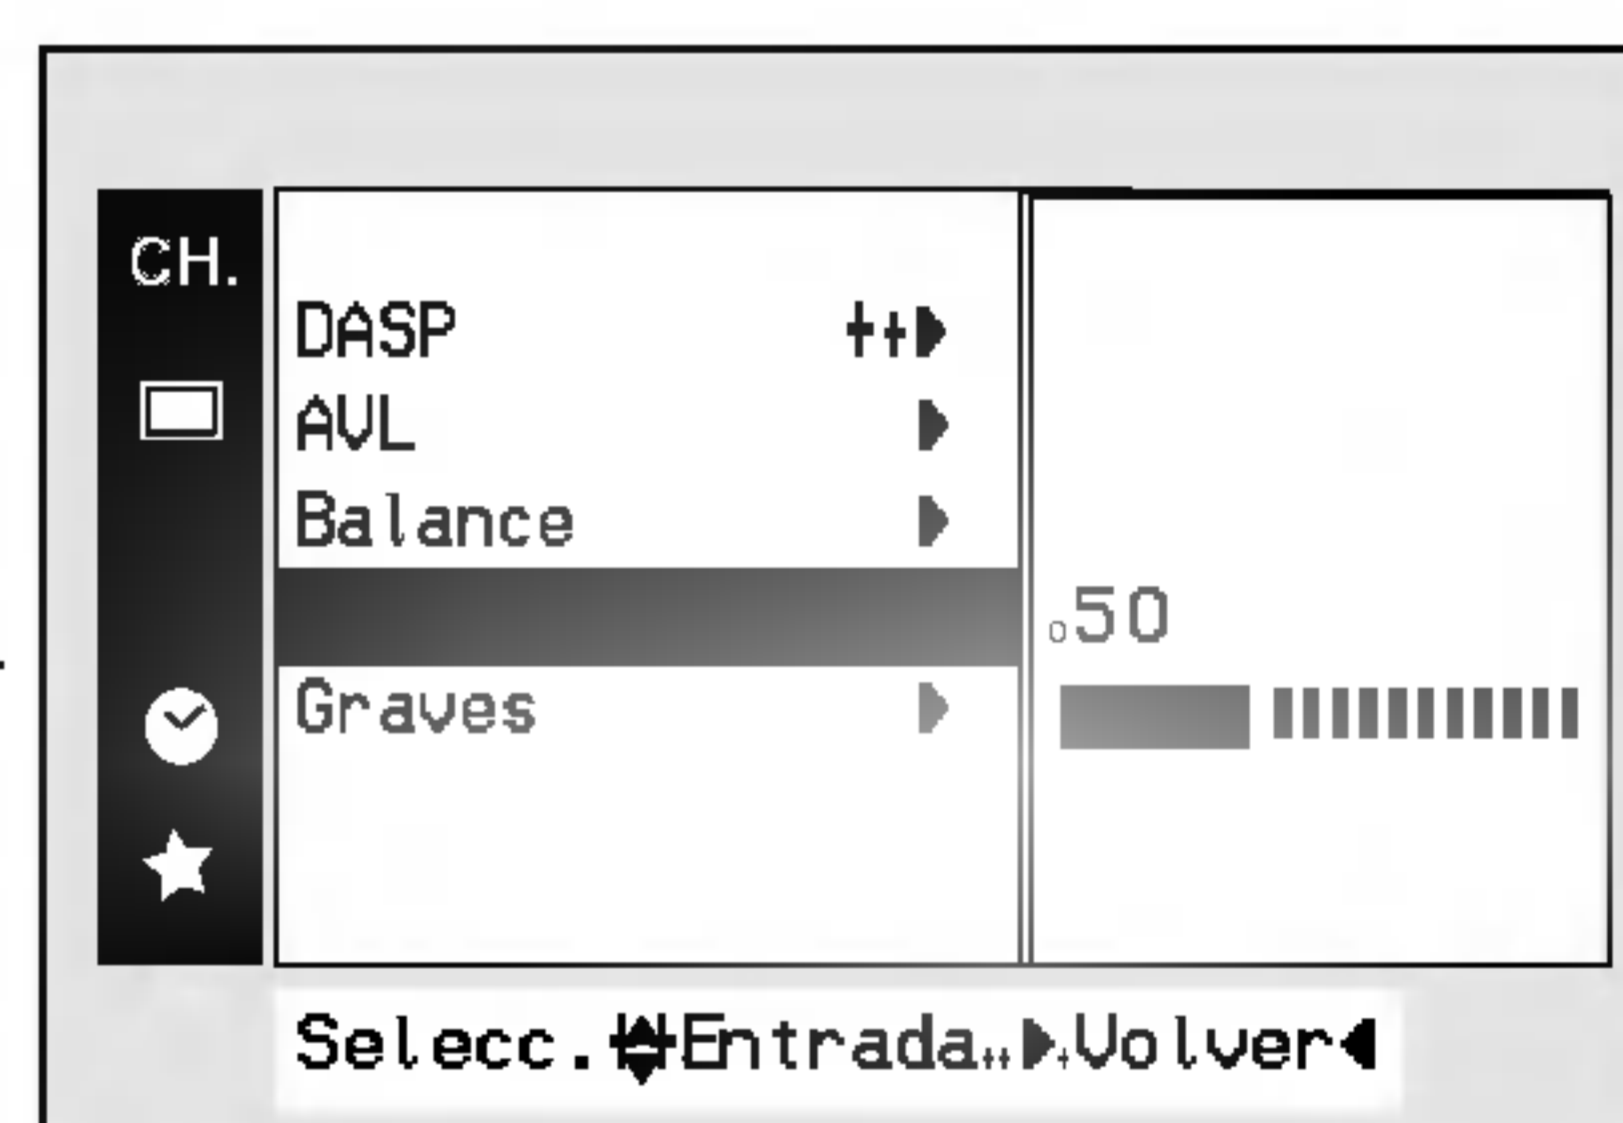 CH.
DASP
AVL
Balance
50
Graves
Selecc. Entrada Volver